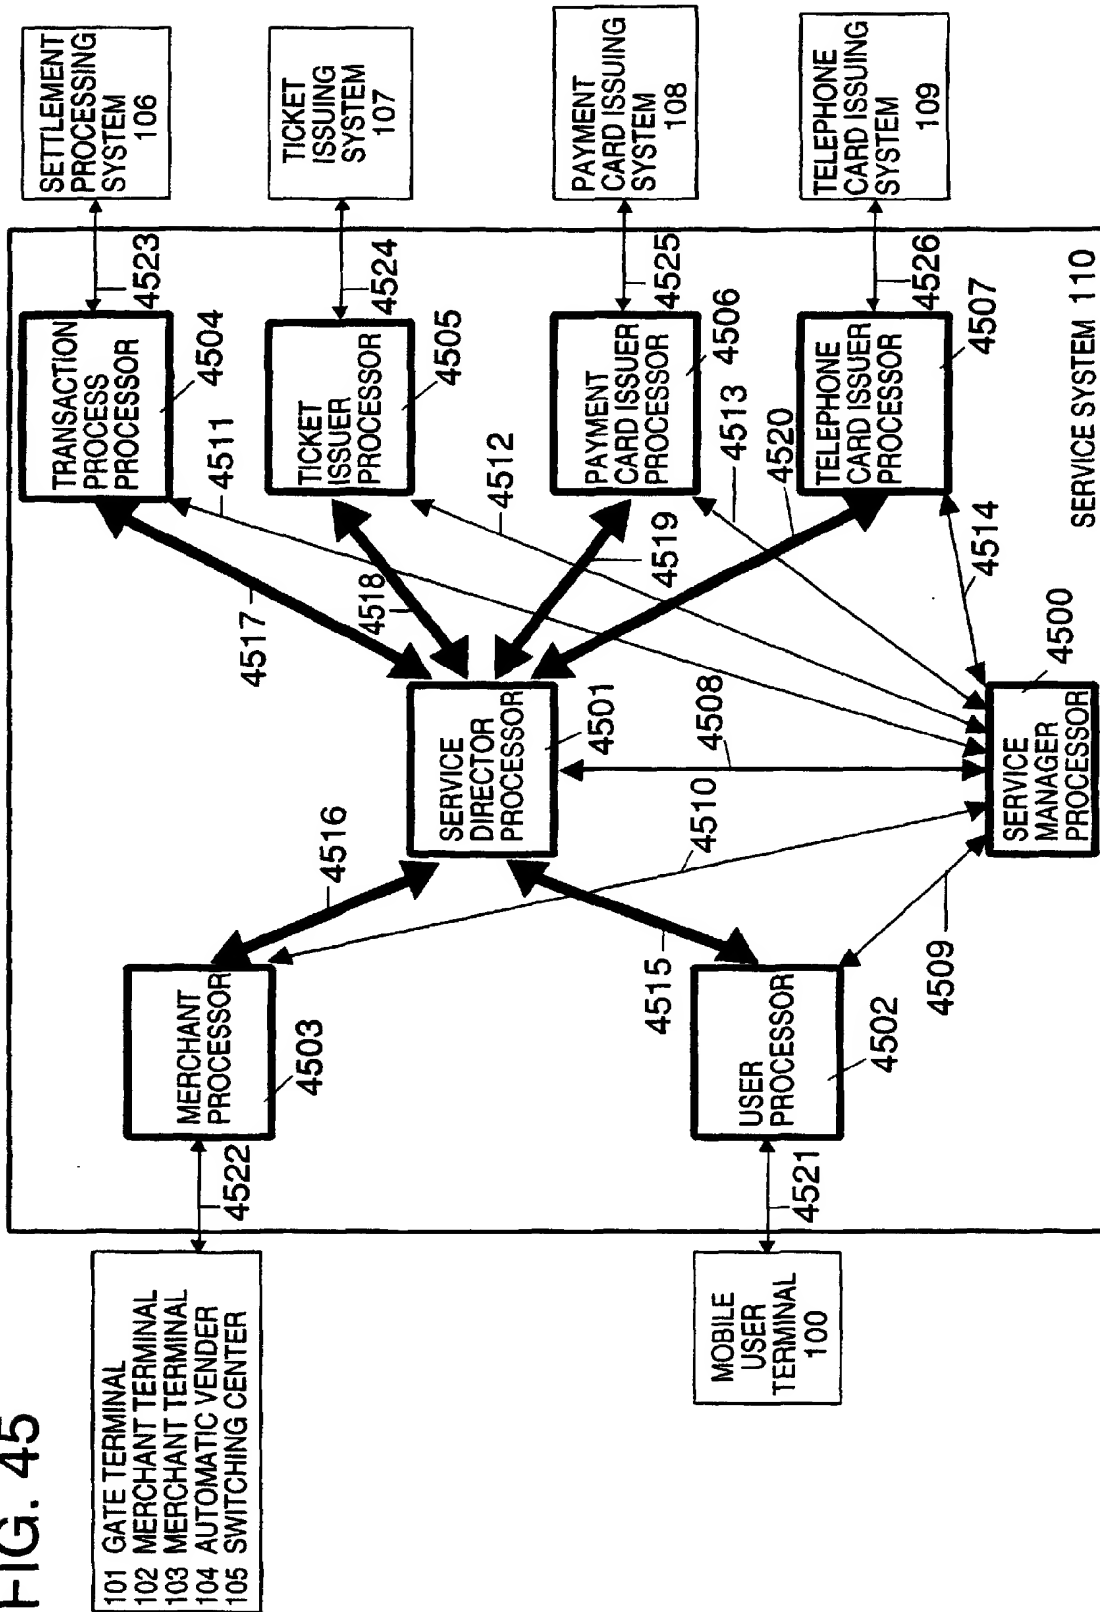 FIG. 45
101 GATE TERMINAL
102 MERCHANT TERMINAL
103 MERCHANT TERMINAL
104 AUTOMATIC VENDER
105 SWITCHING CENTER
MOBILE
USER
TERMINAL
100
4522
4521
MERCHANT
PROCESSOR
4503
USER
PROCESSOR
4502
4516
4515
4510
4509
SERVICE
DIRECTOR
PROCESSOR
4501
4508
SERVICE
MANAGER
PROCESSOR
4500
4517
4518
4519
4520
4511
4512
4513
4514
TRANSACTION
PROCESS
PROCESSOR
4504
TICKET
ISSUER
PROCESSOR
4505
PAYMENT
CARD ISSUER
PROCESSOR
4506
TELEPHONE
CARD ISSUER
PROCESSOR
4507
4523
4524
4525
4526
SERVICE SYSTEM 110
SETTLEMENT
PROCESSING
SYSTEM
106
TICKET
ISSUING
SYSTEM
107
PAYMENT
CARD ISSUING
SYSTEM
108
TELEPHONE
CARD ISSUING
SYSTEM
109